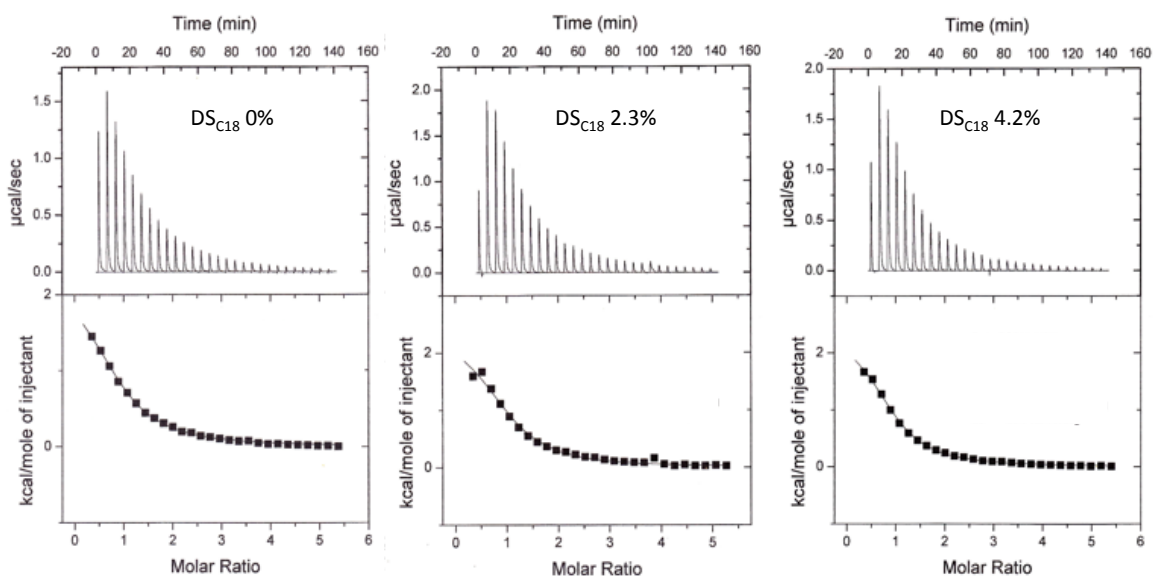 Time (min)
-20 0 20 40 60 80 100 120 140 160
DSC18 0%
µcal/sec
1.5
1.0
0.5
0.0
2
0
kcal/mole of injectant
0 1 2 3 4 5 6
Molar Ratio
Time (min)
-20 0 20 40 60 80 100 120 140 160
DSC18 2.3%
µcal/sec
2.0
1.5
1.0
0.5
0.0
2
0
kcal/mole of injectant
0 1 2 3 4 5
Molar Ratio
Time (min)
-20 0 20 40 60 80 100 120 140 160
DSC18 4.2%
µcal/sec
2.0
1.5
1.0
0.5
0.0
2
0
kcal/mole of injectant
0 1 2 3 4 5 6
Molar Ratio